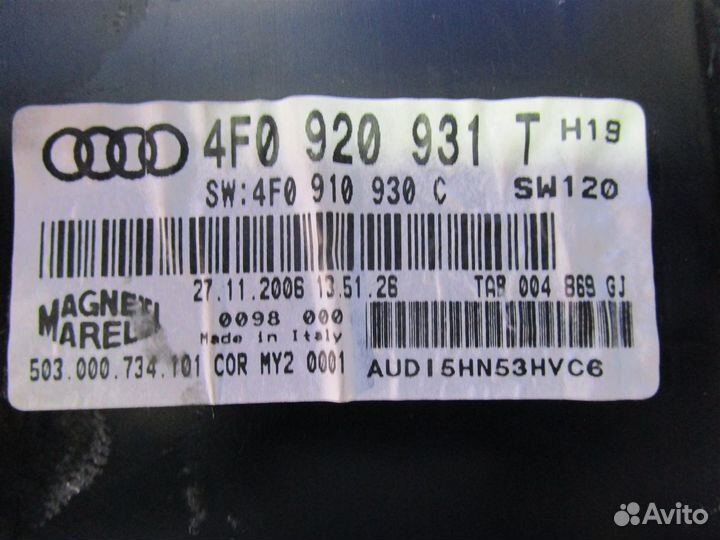 4F0 920 931 T H19
SW:4F0 910 930 C SW120
27.11.2006 13.51.26 TAB 004 869 GJ
MAGNETI MARELLI
0098 000
Made in Italy
503.000.734.101 COR MY2 0001 AUDI5HN53HVC6
Avito